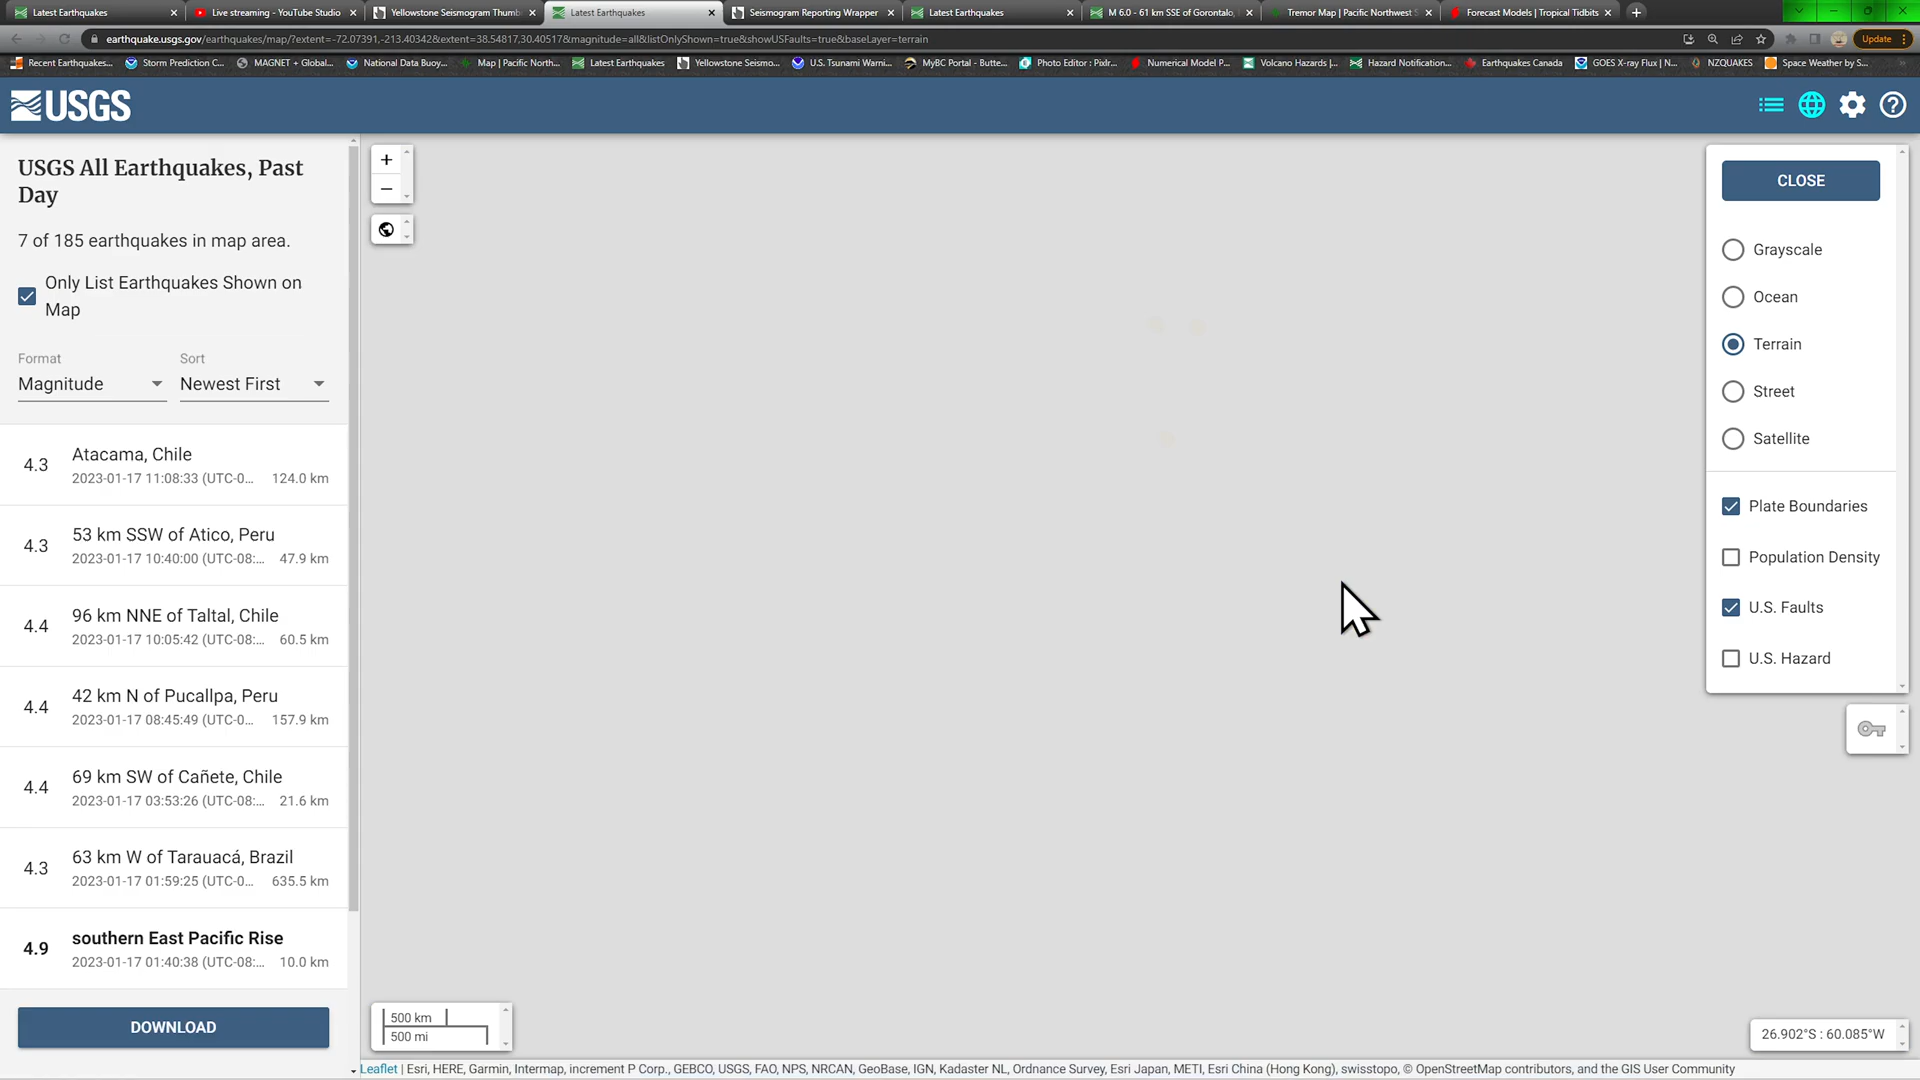 Latest Earthquakes
Live streaming - YouTube Studio
Yellowstone Seismogram Thumb
Latest Earthquakes
Seismogram Reporting Wrapper
Latest Earthquakes
M 6.0 - 61 km SSE of Gorontalo,
Tremor Map | Pacific Northwest S
Forecast Models | Tropical Tidbits
earthquake.usgs.gov/earthquakes/map/?extent=-72.07391,-213.40342&extent=38.54817,30.40517&magnitude=all&listOnlyShown=true&showUSFaults=true&baseLayer=terrain
Update
Recent Earthquakes...
Storm Prediction C...
MAGNET + Global...
National Data Buoy...
Map | Pacific North...
Latest Earthquakes
Yellowstone Seismo...
U.S. Tsunami Warni...
MyBC Portal - Butte...
Photo Editor : Pixlr...
Numerical Model P...
Volcano Hazards |...
Hazard Notification...
Earthquakes Canada
GOES X-ray Flux | N...
NZQUAKES
Space Weather by S...
USGS
USGS All Earthquakes, Past
Day
7 of 185 earthquakes in map area.
Only List Earthquakes Shown on
Map
Format
Sort
Magnitude
Newest First
4.3
Atacama, Chile
2023-01-17 11:08:33 (UTC-0... 124.0 km
4.3
53 km SSW of Atico, Peru
2023-01-17 10:40:00 (UTC-08:... 47.9 km
4.4
96 km NNE of Taltal, Chile
2023-01-17 10:05:42 (UTC-08:... 60.5 km
4.4
42 km N of Pucallpa, Peru
2023-01-17 08:45:49 (UTC-0... 157.9 km
4.4
69 km SW of Cañete, Chile
2023-01-17 03:53:26 (UTC-08:... 21.6 km
4.3
63 km W of Tarauacá, Brazil
2023-01-17 01:59:25 (UTC-0... 635.5 km
4.9
southern East Pacific Rise
2023-01-17 01:40:38 (UTC-08:... 10.0 km
DOWNLOAD
+
−
500 km
500 mi
CLOSE
Grayscale
Ocean
Terrain
Street
Satellite
Plate Boundaries
Population Density
U.S. Faults
U.S. Hazard
26.902°S : 60.085°W
Leaflet | Esri, HERE, Garmin, Intermap, increment P Corp., GEBCO, USGS, FAO, NPS, NRCAN, GeoBase, IGN, Kadaster NL, Ordnance Survey, Esri Japan, METI, Esri China (Hong Kong), swisstopo, © OpenStreetMap contributors, and the GIS User Community